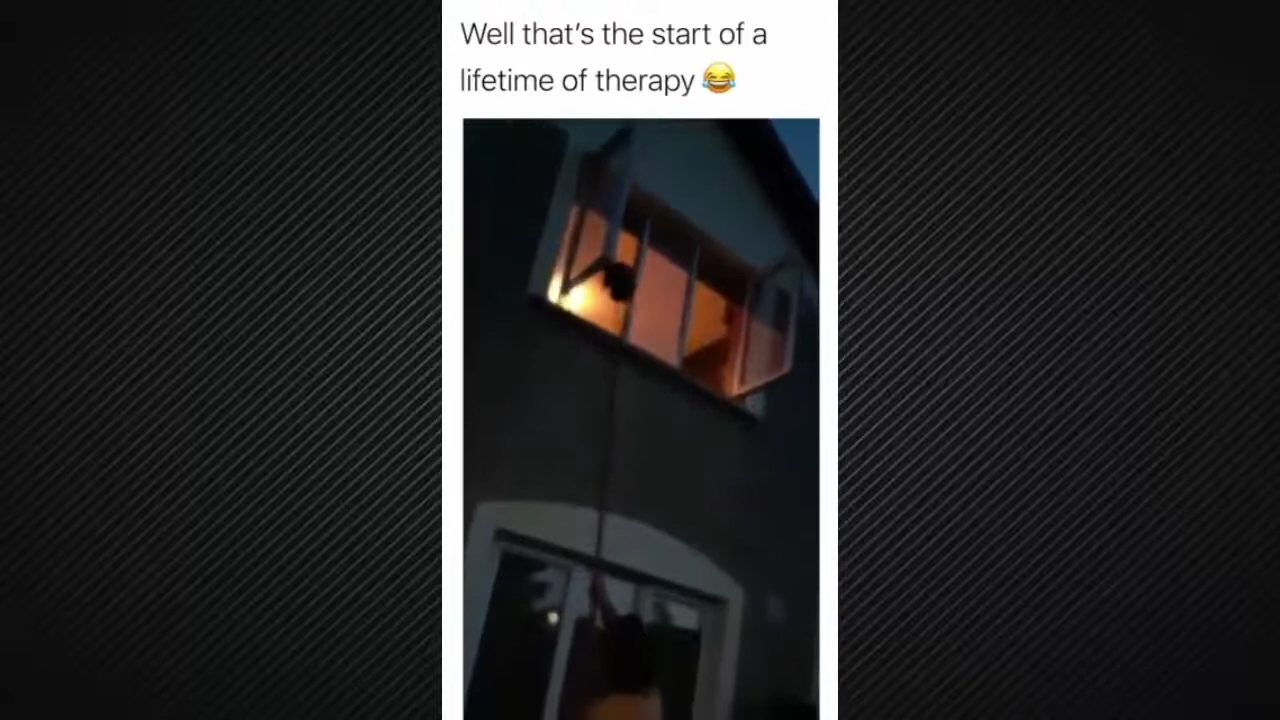 Well that’s the start of a
lifetime of therapy 😂